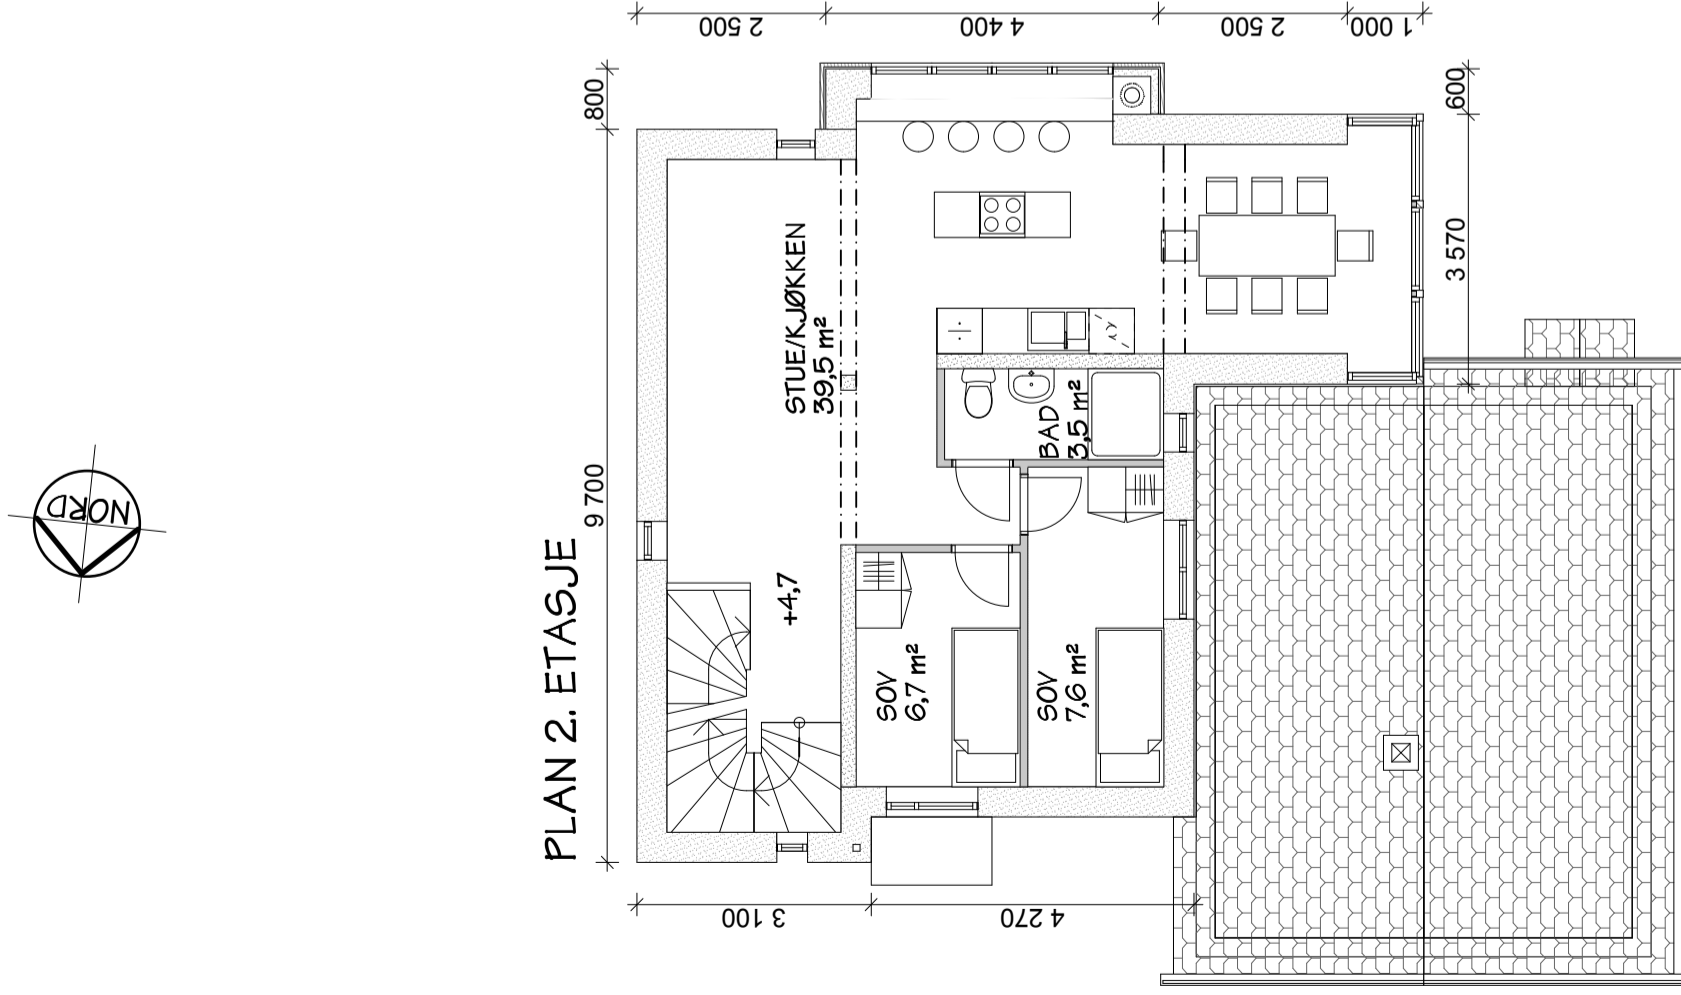 PLAN 2. ETASJE
NORD
STUE/KJØKKEN
39,5 m²
BAD
3,5 m²
SOV
6,7 m²
SOV
7,6 m²
+4,7
2 500
4 400
2 500
1 000
800
9 700
600
3 570
3 100
4 270